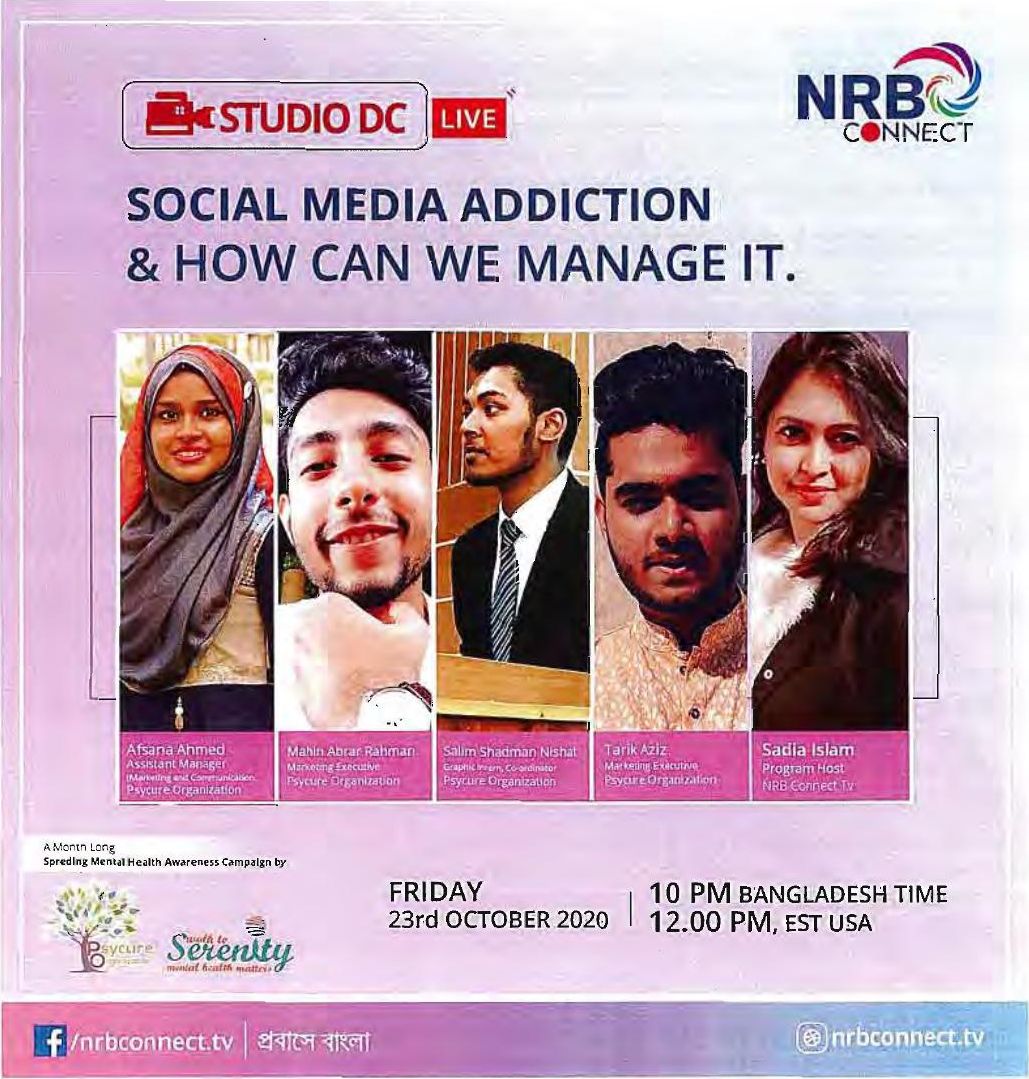 STUDIO DC LIVE
NRB
CONNECT
SOCIAL MEDIA ADDICTION
& HOW CAN WE MANAGE IT.
Afsana Ahmed
Assistant Manager
(Marketing and Communication)
Psycure Organization
Mahin Abrar Rahman
Marketing Executive
Psycure Organization
Salim Shadman Nishat
Graphic Intern, Co-ordinator
Psycure Organization
Tarik Aziz
Marketing Executive
Psycure Organization
Sadia Islam
Program Host
NRB Connect Tv
A Month Long
Spreding Mental Health Awareness Campaign by
Psycure
walk to
Serenity
mental health matters
FRIDAY
23rd OCTOBER 2020
10 PM BANGLADESH TIME
12.00 PM, EST USA
/nrbconnect.tv | প্রবাসে বাংলা
nrbconnect.tv